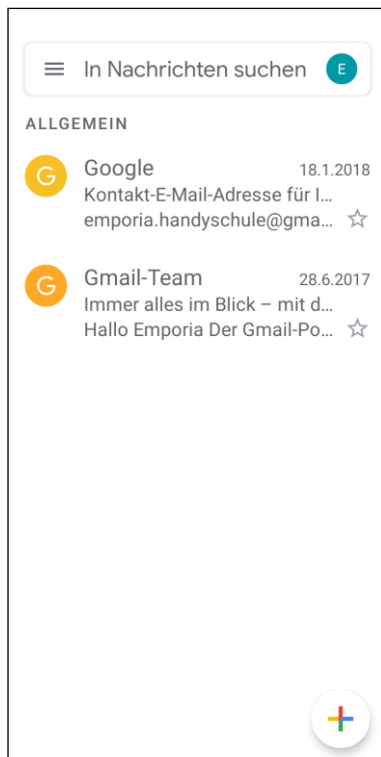 In Nachrichten suchen E
ALLGEMEIN
G Google 18.1.2018
Kontakt-E-Mail-Adresse für I...
emporia.handyschule@gma...
G Gmail-Team 28.6.2017
Immer alles im Blick – mit d...
Hallo Emporia Der Gmail-Po...